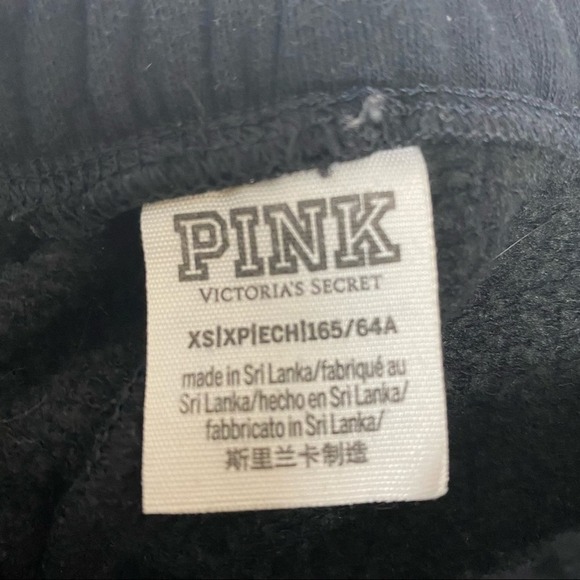 PINK
VICTORIA'S SECRET
XS|XP|ECH|165/64A
made in Sri Lanka/fabriqué au
Sri Lanka/hecho en Sri Lanka/
fabbricato in Sri Lanka/
斯里兰卡制造